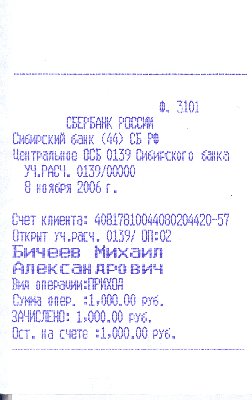 Ф. 3101
СБЕРБАНК РОССИИ
Сибирский банк (44) СБ РФ
Центральное ОСБ 0139 Сибирского банка
УЧ.РАСЧ. 0139/00000
8 ноября 2006 г.
Счет клиента: 40817810044080204420-57
Открыт уч.расч. 0139/ ОП:02
Бичеев Михаил
Александрович
Вид операции:ПРИХОД
Сумма опер. :1,000.00 руб.
ЗАЧИСЛЕНО: 1,000.00 руб.
Ост. на счете :1,000.00 руб.